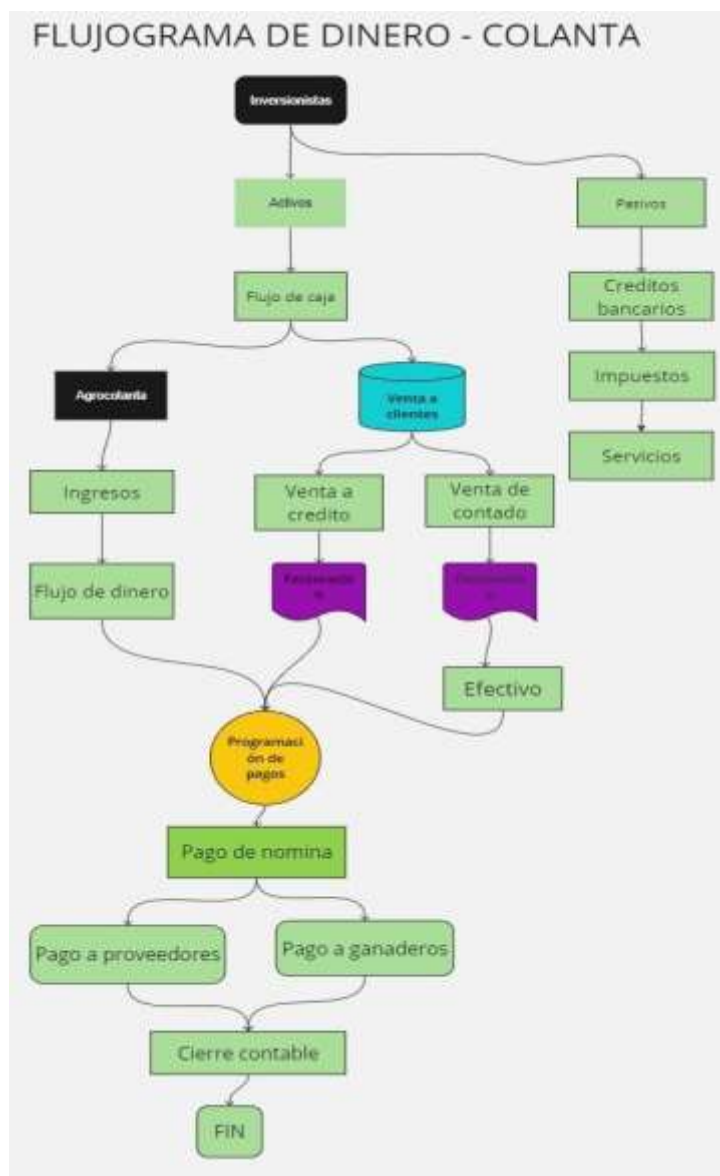 FLUJOGRAMA DE DINERO - COLANTA
Inversionistas
Activos
Pasivos
Flujo de caja
Creditos
bancarios
Agrocolanta
Venta a
clientes
Impuestos
Ingresos
Venta a
credito
Venta de
contado
Servicios
Flujo de dinero
Efectivo
Programaci
ón de
pagos
Pago de nomina
Pago a proveedores
Pago a ganaderos
Cierre contable
FIN